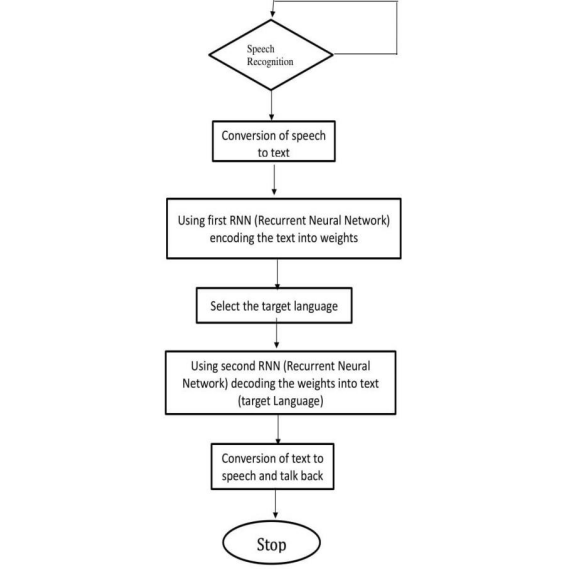 Speech
Recognition
Conversion of speech
to text
Using first RNN (Recurrent Neural Network)
encoding the text into weights
Select the target language
Using second RNN (Recurrent Neural
Network) decoding the weights into text
(target Language)
Conversion of text to
speech and talk back
Stop